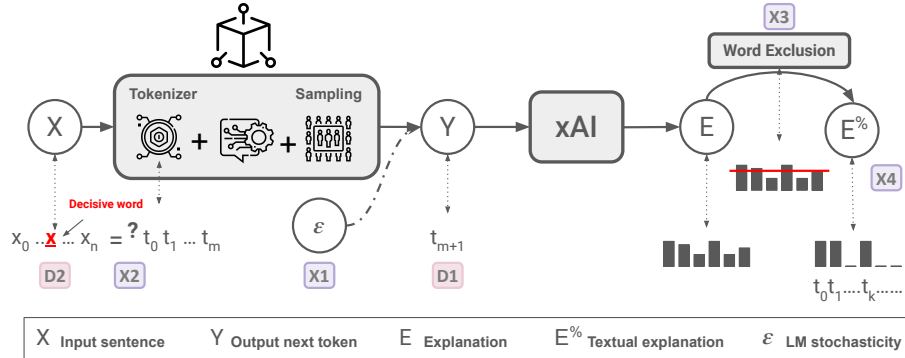 X3
Word Exclusion
Tokenizer Sampling
X Y xAI E E%
X4
Decisive word
x0 .. x ... xn = ? t0 t1 ... tm
ε
tm+1
D2 X2 X1 D1
t0t1....tk......
X Input sentence Y Output next token E Explanation E% Textual explanation ε LM stochasticity